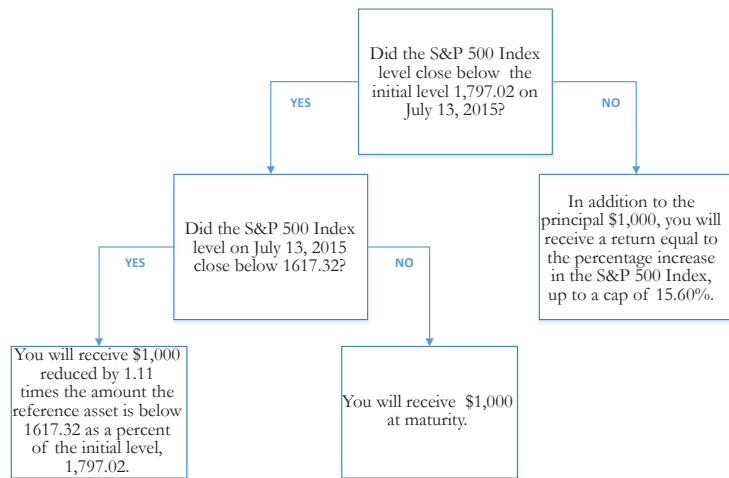 Did the S&P 500 Index
level close below the
initial level 1,797.02 on
July 13, 2015?
YES
NO
Did the S&P 500 Index
level on July 13, 2015
close below 1617.32?
In addition to the
principal $1,000, you will
receive a return equal to
the percentage increase
in the S&P 500 Index,
up to a cap of 15.60%.
YES
NO
You will receive $1,000
reduced by 1.11
times the amount the
reference asset is below
1617.32 as a percent
of the initial level,
1,797.02.
You will receive $1,000
at maturity.